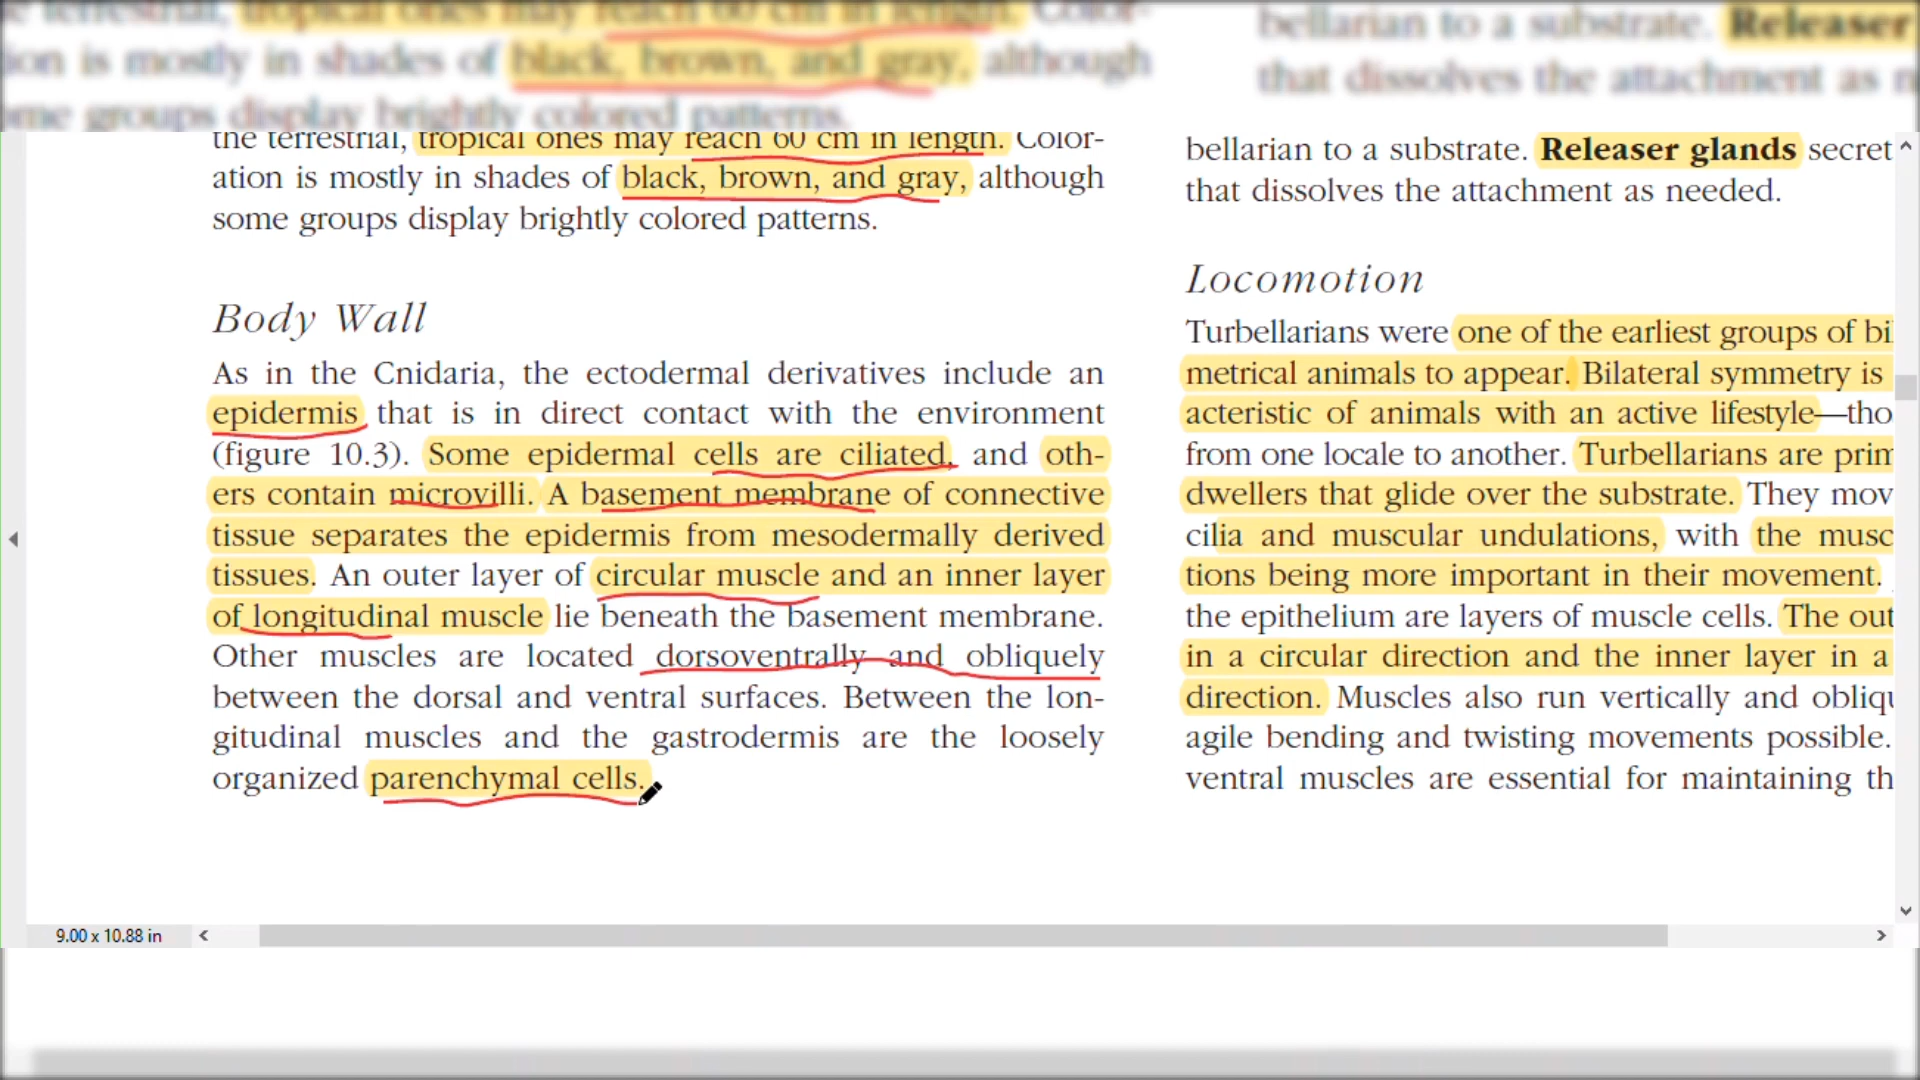 the terrestrial, tropical ones may reach 60 cm in length. Color-
ation is mostly in shades of black, brown, and gray, although
some groups display brightly colored patterns.
Body Wall
As in the Cnidaria, the ectodermal derivatives include an
epidermis that is in direct contact with the environment
(figure 10.3). Some epidermal cells are ciliated, and oth-
ers contain microvilli. A basement membrane of connective
tissue separates the epidermis from mesodermally derived
tissues. An outer layer of circular muscle and an inner layer
of longitudinal muscle lie beneath the basement membrane.
Other muscles are located dorsoventrally and obliquely
between the dorsal and ventral surfaces. Between the lon-
gitudinal muscles and the gastrodermis are the loosely
organized parenchymal cells.
bellarian to a substrate. Releaser glands secret
that dissolves the attachment as needed.
Locomotion
Turbellarians were one of the earliest groups of bi
metrical animals to appear. Bilateral symmetry is
acteristic of animals with an active lifestyle—tho
from one locale to another. Turbellarians are prim
dwellers that glide over the substrate. They mov
cilia and muscular undulations, with the musc
tions being more important in their movement.
the epithelium are layers of muscle cells. The out
in a circular direction and the inner layer in a
direction. Muscles also run vertically and obliqu
agile bending and twisting movements possible.
ventral muscles are essential for maintaining th
9.00 x 10.88 in